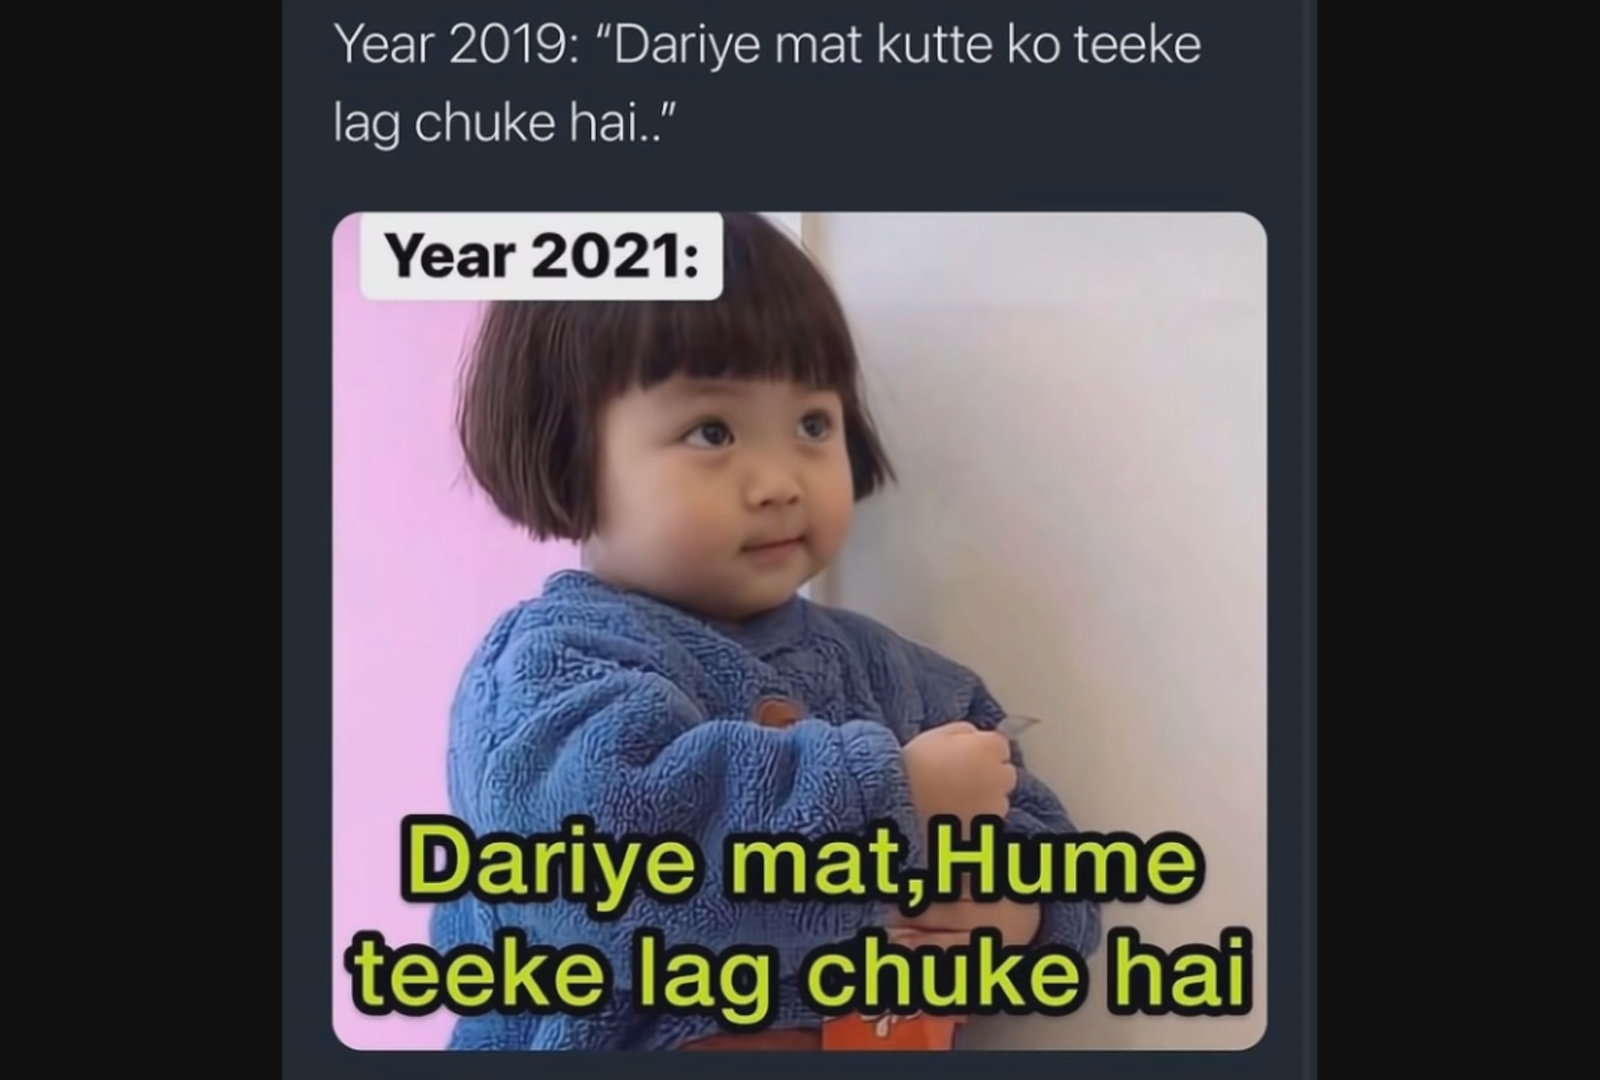 Year 2019: “Dariye mat kutte ko teeke
lag chuke hai..”
Year 2021:
Dariye mat,Hume
teeke lag chuke hai